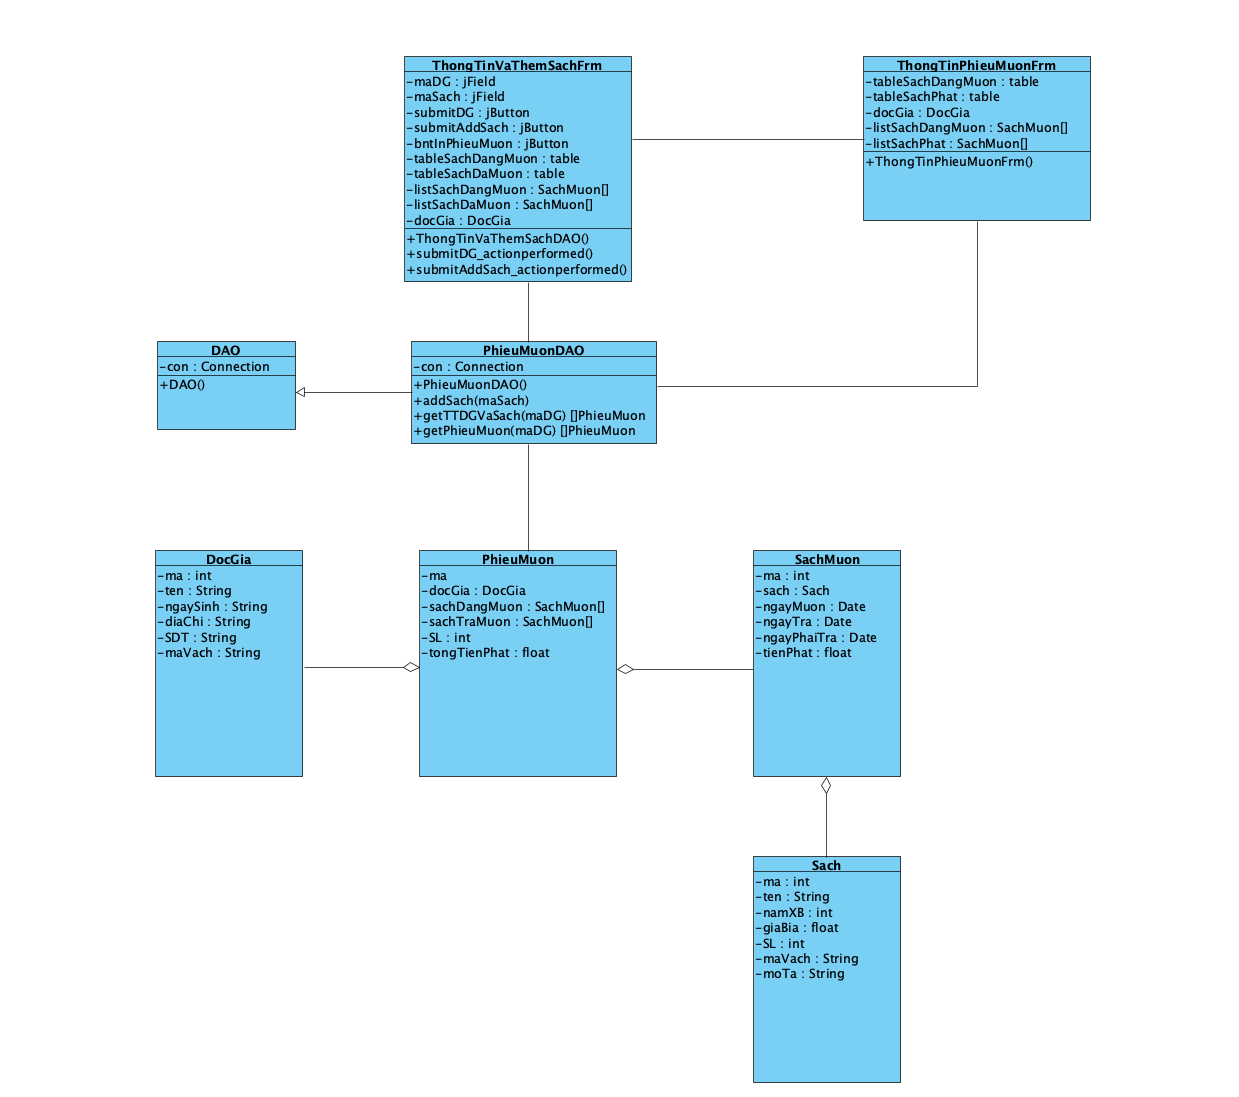 ThongTinVaThemSachFrm
-maDG : jField
-maSach : jField
-submitDG : jButton
-submitAddSach : jButton
-bntInPhieuMuon : jButton
-tableSachDangMuon : table
-tableSachDaMuon : table
-listSachDangMuon : SachMuon[]
-listSachDaMuon : SachMuon[]
-docGia : DocGia
+ThongTinVaThemSachDAO()
+submitDG_actionperformed()
+submitAddSach_actionperformed()
ThongTinPhieuMuonFrm
-tableSachDangMuon : table
-tableSachPhat : table
-docGia : DocGia
-listSachDangMuon : SachMuon[]
-listSachPhat : SachMuon[]
+ThongTinPhieuMuonFrm()
DAO
-con : Connection
+DAO()
PhieuMuonDAO
-con : Connection
+PhieuMuonDAO()
+addSach(maSach)
+getTTDGVaSach(maDG) []PhieuMuon
+getPhieuMuon(maDG) []PhieuMuon
DocGia
-ma : int
-ten : String
-ngaySinh : String
-diaChi : String
-SDT : String
-maVach : String
PhieuMuon
-ma
-docGia : DocGia
-sachDangMuon : SachMuon[]
-sachTraMuon : SachMuon[]
-SL : int
-tongTienPhat : float
SachMuon
-ma : int
-sach : Sach
-ngayMuon : Date
-ngayTra : Date
-ngayPhaiTra : Date
-tienPhat : float
Sach
-ma : int
-ten : String
-namXB : int
-giaBia : float
-SL : int
-maVach : String
-moTa : String